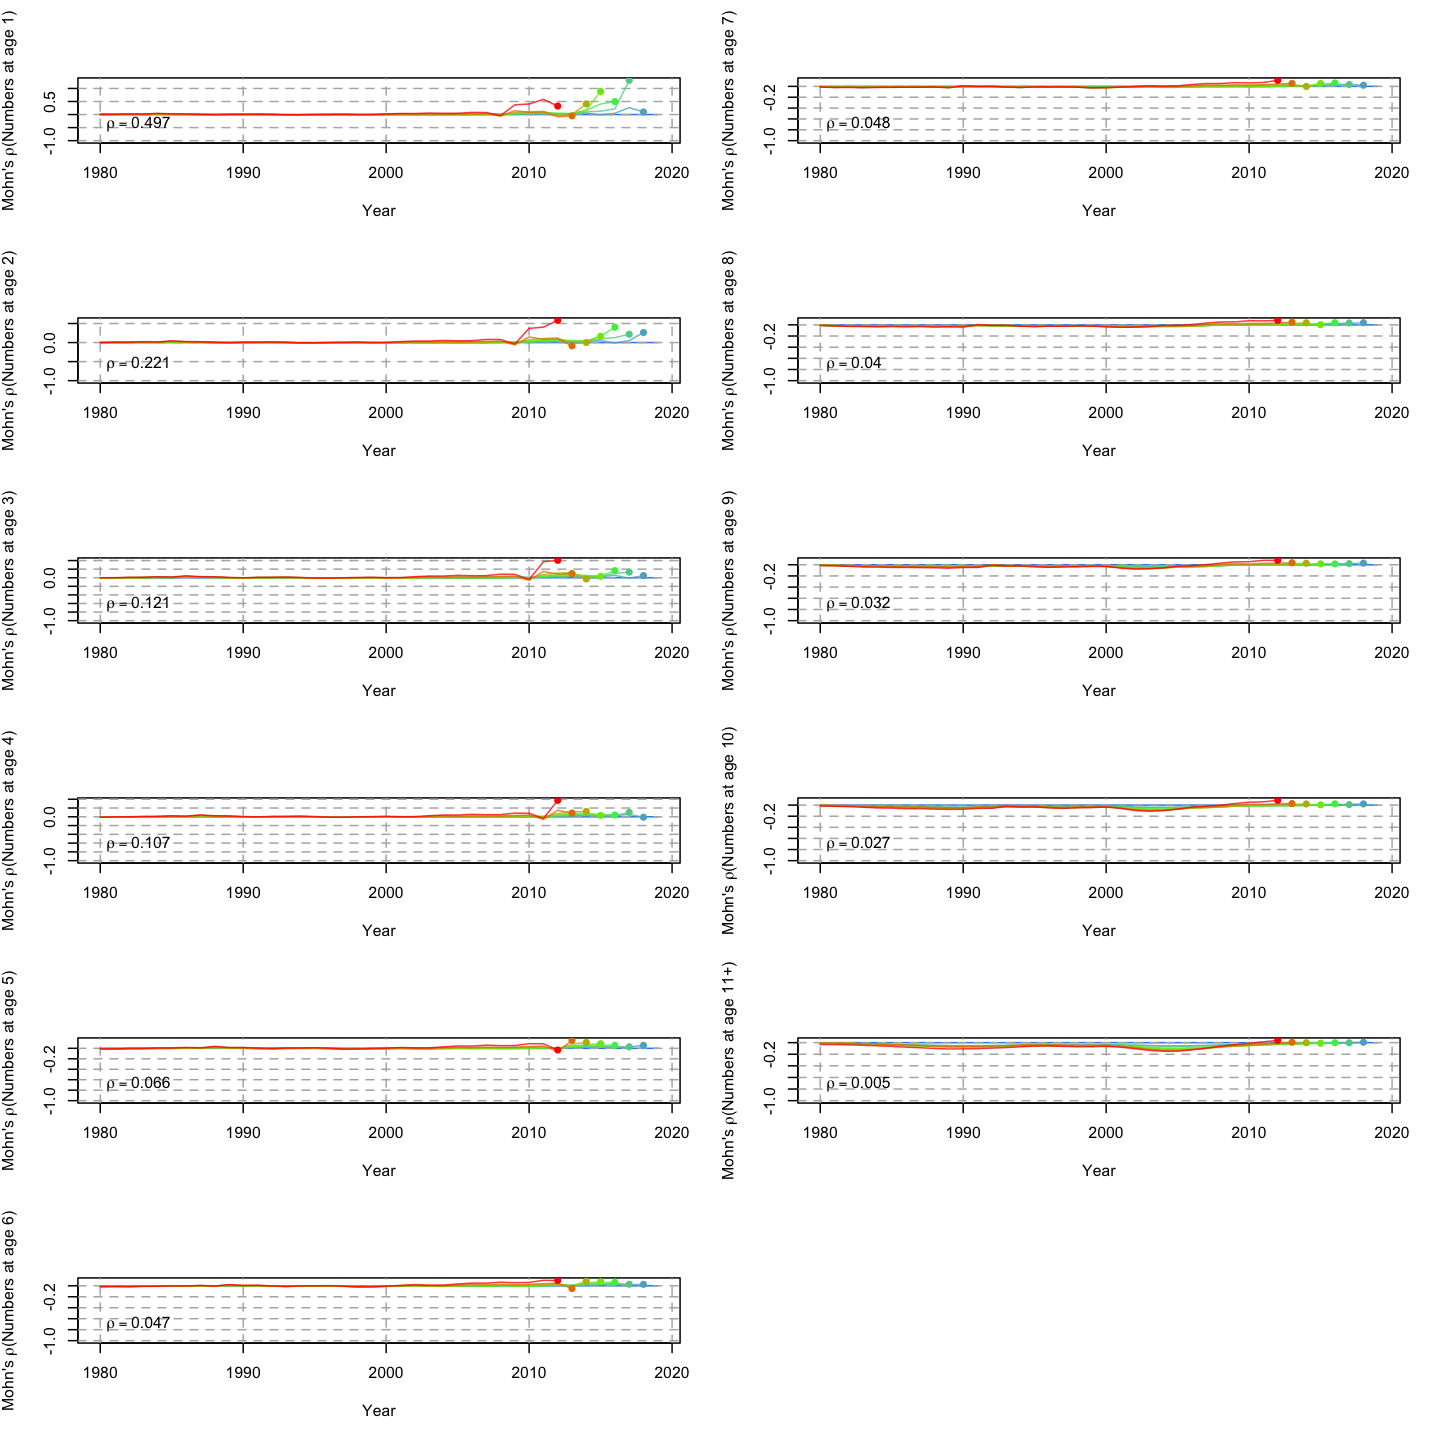 Mohn's ρ(Numbers at age 1)
0.5
-1.0
ρ = 0.497
1980 1990 2000 2010 2020
Year
Mohn's ρ(Numbers at age 2)
0.0
-1.0
ρ = 0.221
1980 1990 2000 2010 2020
Year
Mohn's ρ(Numbers at age 3)
0.0
-1.0
ρ = 0.121
1980 1990 2000 2010 2020
Year
Mohn's ρ(Numbers at age 4)
0.0
-1.0
ρ = 0.107
1980 1990 2000 2010 2020
Year
Mohn's ρ(Numbers at age 5)
-0.2
-1.0
ρ = 0.066
1980 1990 2000 2010 2020
Year
Mohn's ρ(Numbers at age 6)
-0.2
-1.0
ρ = 0.047
1980 1990 2000 2010 2020
Year
Mohn's ρ(Numbers at age 7)
-0.2
-1.0
ρ = 0.048
1980 1990 2000 2010 2020
Year
Mohn's ρ(Numbers at age 8)
-0.2
-1.0
ρ = 0.04
1980 1990 2000 2010 2020
Year
Mohn's ρ(Numbers at age 9)
-0.2
-1.0
ρ = 0.032
1980 1990 2000 2010 2020
Year
Mohn's ρ(Numbers at age 10)
-0.2
-1.0
ρ = 0.027
1980 1990 2000 2010 2020
Year
Mohn's ρ(Numbers at age 11+)
-0.2
-1.0
ρ = 0.005
1980 1990 2000 2010 2020
Year